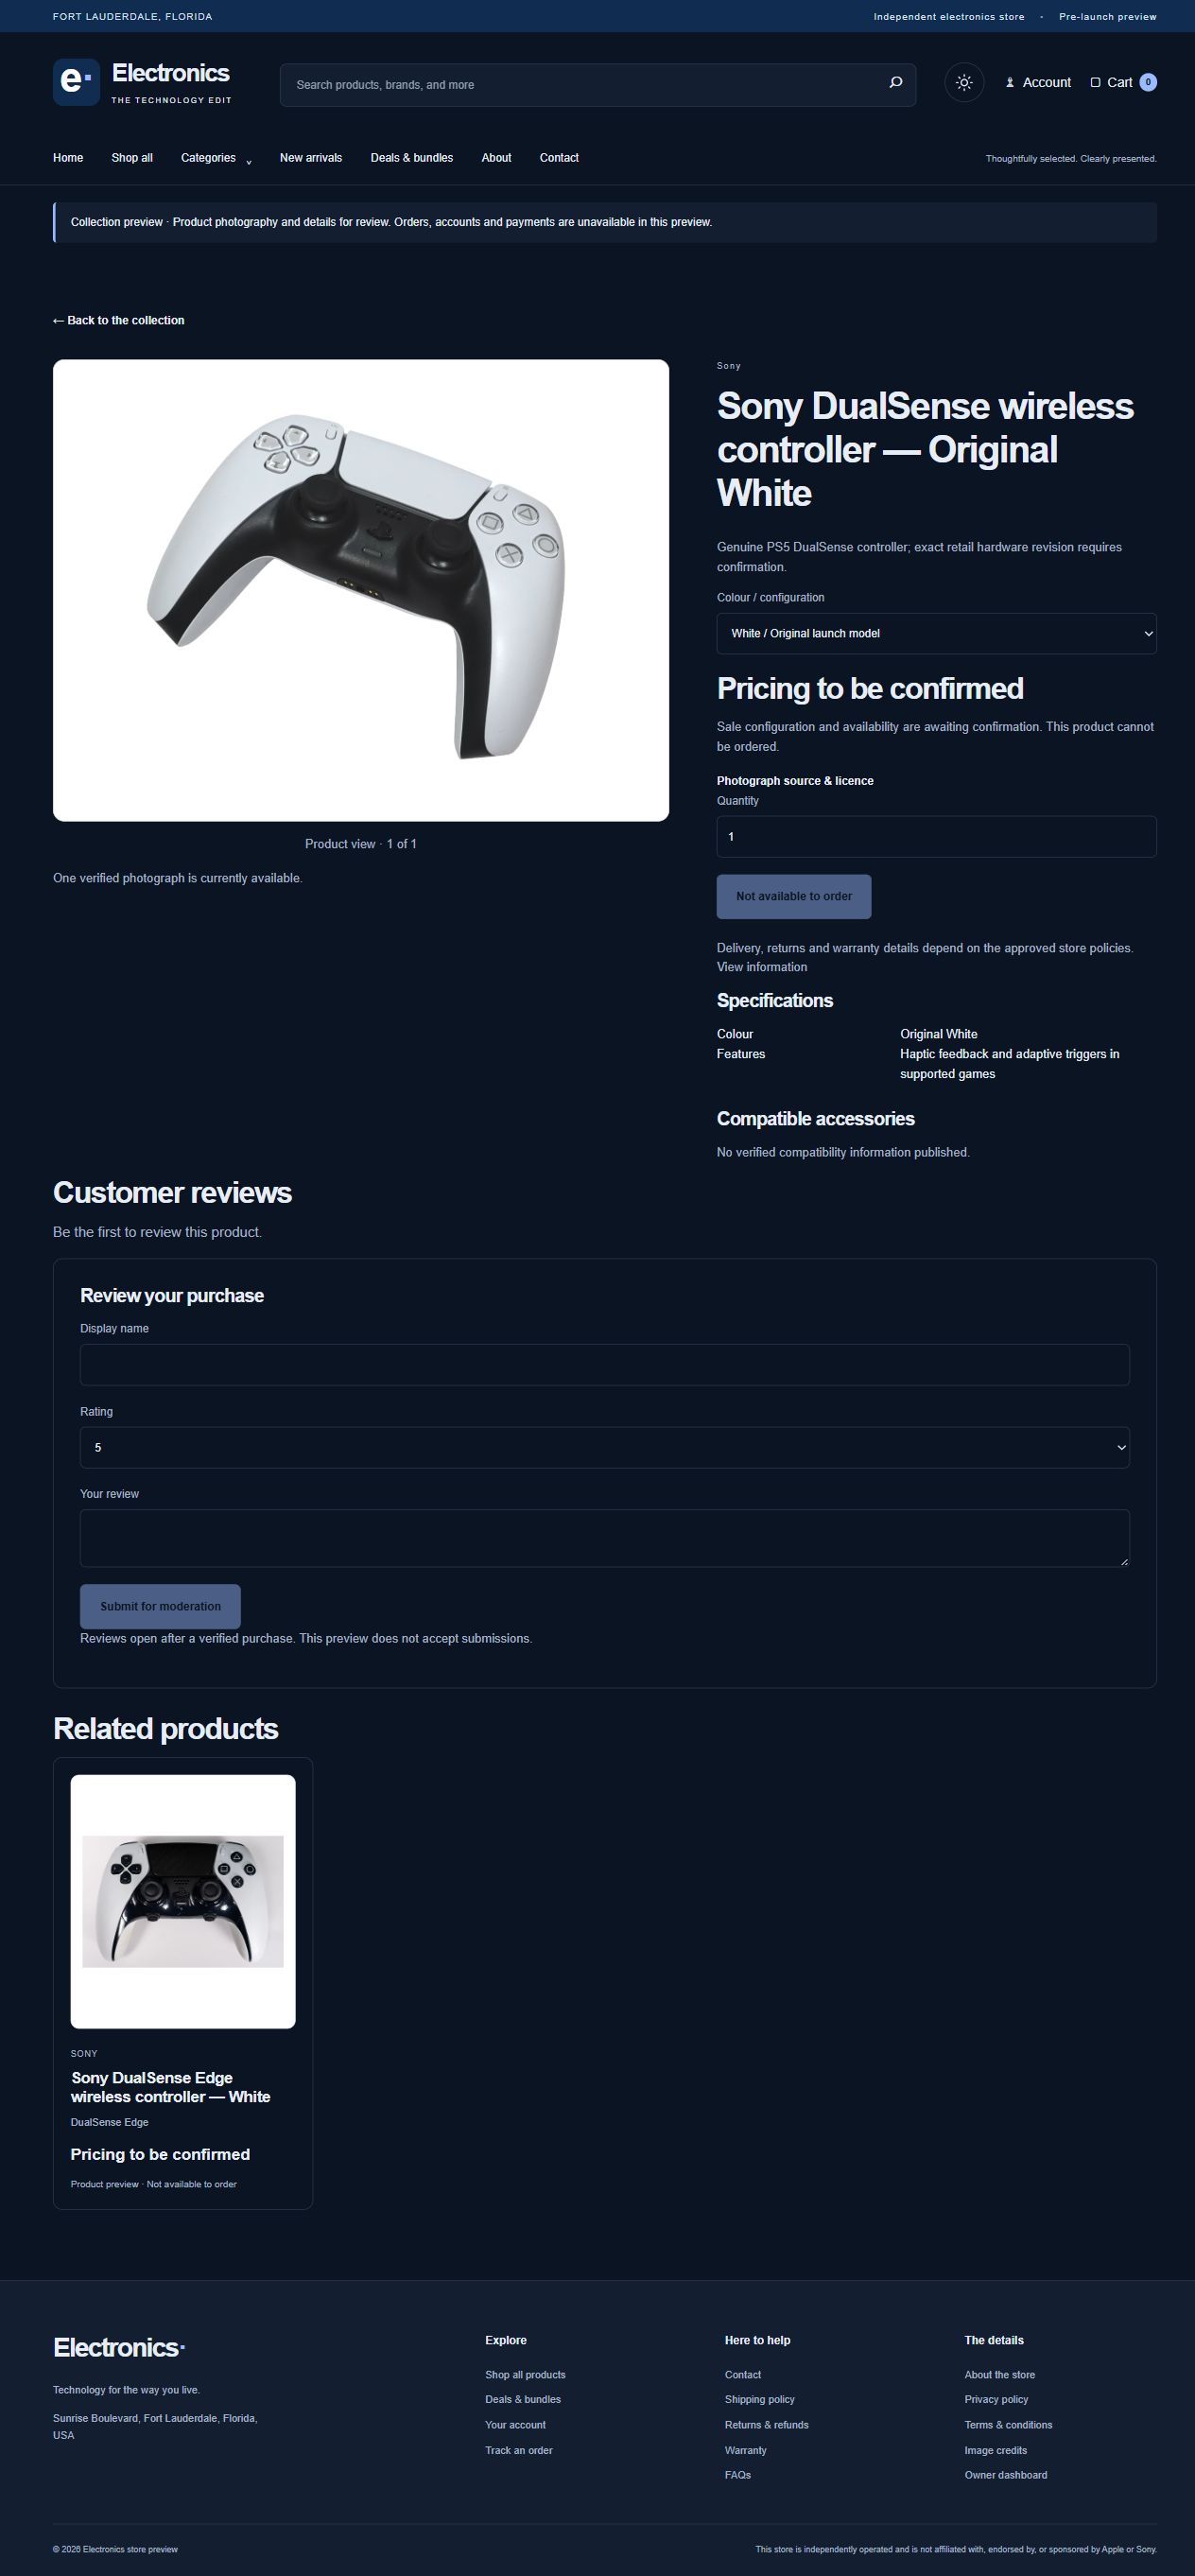 FORT LAUDERDALE, FLORIDA
Independent electronics store · Pre-launch preview
e·
Electronics
THE TECHNOLOGY EDIT
Search products, brands, and more
Account
Cart 0
Home Shop all Categories New arrivals Deals & bundles About Contact
Thoughtfully selected. Clearly presented.
Collection preview · Product photography and details for review. Orders, accounts and payments are unavailable in this preview.
← Back to the collection
Product view · 1 of 1
One verified photograph is currently available.
Sony
Sony DualSense wireless
controller — Original
White
Genuine PS5 DualSense controller; exact retail hardware revision requires
confirmation.
Colour / configuration
White / Original launch model
Pricing to be confirmed
Sale configuration and availability are awaiting confirmation. This product cannot
be ordered.
Photograph source & licence
Quantity
1
Not available to order
Delivery, returns and warranty details depend on the approved store policies.
View information
Specifications
Colour Original White
Features Haptic feedback and adaptive triggers in
supported games
Compatible accessories
No verified compatibility information published.
Customer reviews
Be the first to review this product.
Review your purchase
Display name
Rating
5
Your review
Submit for moderation
Reviews open after a verified purchase. This preview does not accept submissions.
Related products
SONY
Sony DualSense Edge
wireless controller — White
DualSense Edge
Pricing to be confirmed
Product preview · Not available to order
Electronics·
Technology for the way you live.
Sunrise Boulevard, Fort Lauderdale, Florida,
USA
Explore
Shop all products
Deals & bundles
Your account
Track an order
Here to help
Contact
Shipping policy
Returns & refunds
Warranty
FAQs
The details
About the store
Privacy policy
Terms & conditions
Image credits
Owner dashboard
© 2026 Electronics store preview
This store is independently operated and is not affiliated with, endorsed by, or sponsored by Apple or Sony.